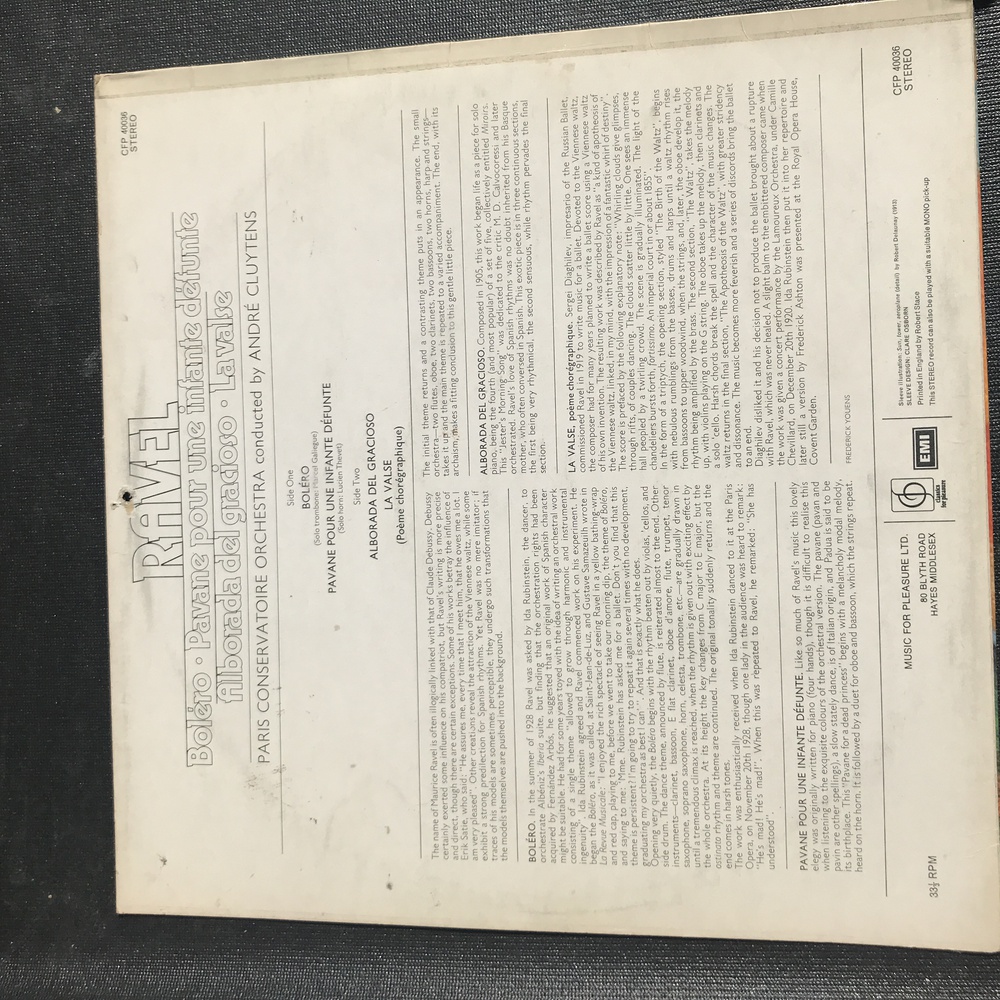 CFP 40036
STEREO
RAVEL
Boléro · Pavane pour une infante défunte
Alborada del gracioso · La valse
PARIS CONSERVATOIRE ORCHESTRA conducted by ANDRÉ CLUYTENS
Side One
BOLÉRO
(Solo trombone: Marcel Galiegue)
PAVANE POUR UNE INFANTE DÉFUNTE
(Solo horn: Lucien Thevet)
Side Two
ALBORADA DEL GRACIOSO
LA VALSE
(Poème chorégraphique)
The name of Maurice Ravel is often illogically linked with that of Claude Debussy. Debussy
certainly exerted some influence on his compatriot, but Ravel's writing is more precise
and direct, though there are certain exceptions. Some of his works betray the influence of
Erik Satie, who said: "He assures me, every time that I meet him, that he owes me a lot. I
am very pleased". Other creations reveal the attraction of the Viennese waltz, while some
exhibit a strong predilection for Spanish rhythms. Yet Ravel was no mere imitator; if
traces of his models are sometimes perceptible, they undergo such transformations that
the models themselves are pushed into the background.
BOLÉRO. In the summer of 1928 Ravel was asked by Ida Rubinstein, the dancer, to
orchestrate Albéniz's Iberia suite, but finding that the orchestration rights had been
acquired by Fernández Arbós, he suggested that an original work of Spanish character
might be suitable. He had for some years toyed with the idea of writing an orchestral work
consisting of a single theme "allowed to grow through harmonic and instrumental
ingenuity". Ida Rubinstein agreed and Ravel commenced work on his experiment. He
began the Boléro, as it was called, at Saint-Jean-de-Luz, and Gustave Samazeuilh wrote in
La Revue Musicale: "I enjoyed the rich spectacle of seeing Ravel in a yellow bathing-wrap
and red cap, playing to me, before we went to take our morning dip, the theme of Boléro,
and saying to me: 'Mme. Rubinstein has asked me for a ballet. Don't you find that this
theme is persistent? I'm going to try to repeat it again several times with no development,
graduating my orchestra as best I can' ". And that is exactly what he does.
Opening very quietly, the Boléro begins with the rhythm beaten out by violas, 'cellos, and
side drum. The dance theme, announced by flute, is reiterated almost to the end. Other
instruments—clarinet, bassoon, E flat clarinet, oboe d'amore, flute, trumpet, tenor
saxophone, soprano saxophone, horn, celesta, trombone, etc.—are gradually drawn in
until a tremendous climax is reached, when the rhythm is given out with exciting effect by
the whole orchestra. At its height the key changes from C major to E major, but the
ostinato rhythm and theme are continued. The original tonality suddenly returns and the
end comes in harsh tones.
The work was enthusiastically received when Ida Rubinstein danced to it at the Paris
Opera, on November 20th 1928, though one lady in the audience was heard to remark:
"He's mad! He's mad!". When this was repeated to Ravel, he remarked: "She has
understood".
PAVANE POUR UNE INFANTE DÉFUNTE. Like so much of Ravel's music this lovely
elegy was originally written for piano (four hands), though it is difficult to realise this
when listening to the exquisite colours of the orchestral version. The pavane (pavan and
pavin are other spellings), a slow stately dance, is of Italian origin, and Padua is said to be
its birthplace. This "Pavane for a dead princess" begins with a melancholy modal melody,
heard on the horn. It is followed by a duet for oboe and bassoon, which the strings repeat.
The initial theme returns and a contrasting theme puts in an appearance. The small
orchestra—two flutes, oboe, two clarinets, two bassoons, two horns, harp and strings—
takes it up and the main theme is repeated to a varied accompaniment. The end, with its
archaism, makes a fitting conclusion to this gentle little piece.
ALBORADA DEL GRACIOSO. Composed in 1905, this work began life as a piece for solo
piano, being the fourth (and most popular) of a set of five, collectively entitled Miroirs.
This "Jester's Morning Song" was dedicated to the critic M. D. Calvocoressi and later
orchestrated. Ravel's love of Spanish rhythms was no doubt inherited from his Basque
mother, who often conversed in Spanish. This exotic piece is in three continuous sections,
the first being very rhythmical, the second sensuous, while rhythm pervades the final
section.
LA VALSE, poème chorégraphique. Sergei Diaghilev, impresario of the Russian Ballet,
commissioned Ravel in 1919 to write music for a ballet. Devoted to the Viennese waltz,
the composer had for many years planned to write a ballet score using a Viennese waltz
of his own invention. The resulting work was described by Ravel as "a kind of apotheosis of
the Viennese waltz, linked, in my mind, with the impression of a fantastic whirl of destiny".
The score is prefaced by the following explanatory note: "Whirling clouds give glimpses,
through rifts, of couples dancing. The clouds scatter little by little. One sees an immense
hall peopled by a twirling crowd. The scene is gradually illuminated. The light of the
chandeliers bursts forth, fortissimo. An imperial court in or about 1855".
In the form of a triptych, the opening section, styled "The Birth of the Waltz", begins
with nebulous rumblings from the basses, drums and harps until a waltz rhythm rises
from bassoons to upper woodwind, when the strings, and, later, the oboe develop it, the
rhythm being amplified by the brass. The second section, "The Waltz", takes the melody
up, with violins playing on the G string. The oboe takes up the melody, then clarinets and
a solo 'cello. Harsh chords break the spell and the character of the music changes. The
waltz returns in the final section, "The Apotheosis of the Waltz", with greater stridency
and dissonance. The music becomes more feverish and a series of discords bring the ballet
to an end.
Diaghilev disliked it and his decision not to produce the ballet brought about a rupture
with Ravel, which was never healed. A slight balm to the embittered composer came when
the work was given a concert performance by the Lamoureux Orchestra, under Camille
Chevillard, on December 20th 1920. Ida Rubinstein then put it into her repertoire and
later still a version by Frederick Ashton was presented at the Royal Opera House,
Covent Garden.
FREDERICK YOUENS
33⅓ RPM
MUSIC FOR PLEASURE LTD.
80 BLYTH ROAD
HAYES MIDDLESEX
classics
for pleasure
EMI
Sleeve illustration: Sun, tower, aeroplane (detail) by Robert Delauney (1913)
SLEEVE DESIGN: CLARE OSBORN
Printed in England by Robert Stace
This STEREO record can also be played with a suitable MONO pick-up
CFP 40036
STEREO